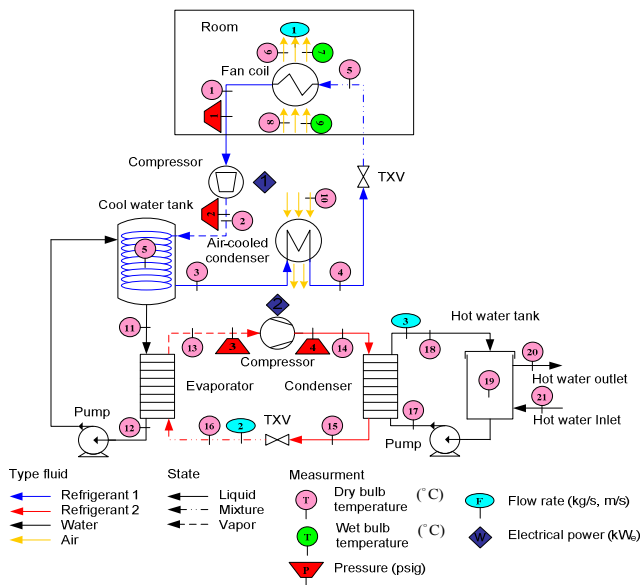 Room
1
9
7
Fan coil
5
1
1
8
9
Compressor
1
TXV
Cool water tank
2
2
10
5
Air-cooled
condenser
3
4
2
11
3
Hot water tank
13
3
4
14
18
Compressor
20
Evaporator
Condenser
19
Hot water outlet
21
Pump
12
16
2
TXV
15
17
Hot water Inlet
Pump
Type fluid
State
Measurment
Refrigerant 1
Liquid
T
Dry bulb
temperature
(°C)
F
Flow rate (kg/s, m/s)
Refrigerant 2
Mixture
Water
Vapor
T
Wet bulb
temperature
(°C)
W
Electrical power (kWe)
Air
P
Pressure (psig)